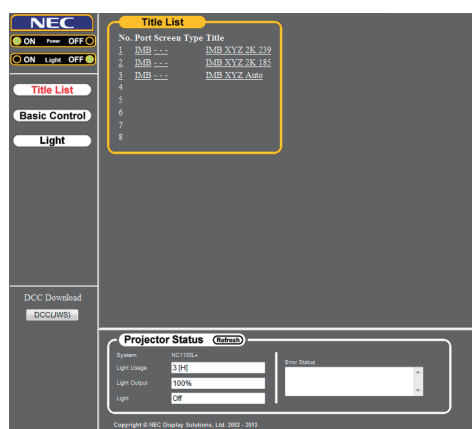 NEC
ON Power OFF
ON Light OFF
Title List
Basic Control
Light
DCC Download
DCC(JWS)
Title List
No. Port Screen Type Title
1 IMB - - - IMB XYZ 2K 239
2 IMB - - - IMB XYZ 2K 185
3 IMB - - - IMB XYZ Auto
4
5
6
7
8
Projector Status Refresh
System NC1100L+
Light Usage 3 [H]
Light Output 100%
Light Off
Error Status
Copyright © NEC Display Solutions, Ltd. 2002 - 2013